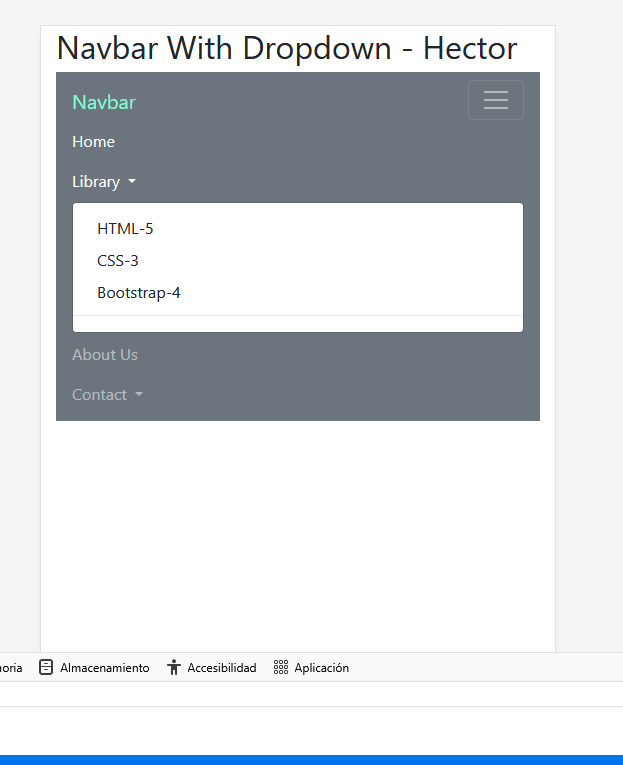 Navbar With Dropdown - Hector
Navbar
Home
Library
HTML-5
CSS-3
Bootstrap-4
About Us
Contact
Almacenamiento Accesibilidad Aplicación